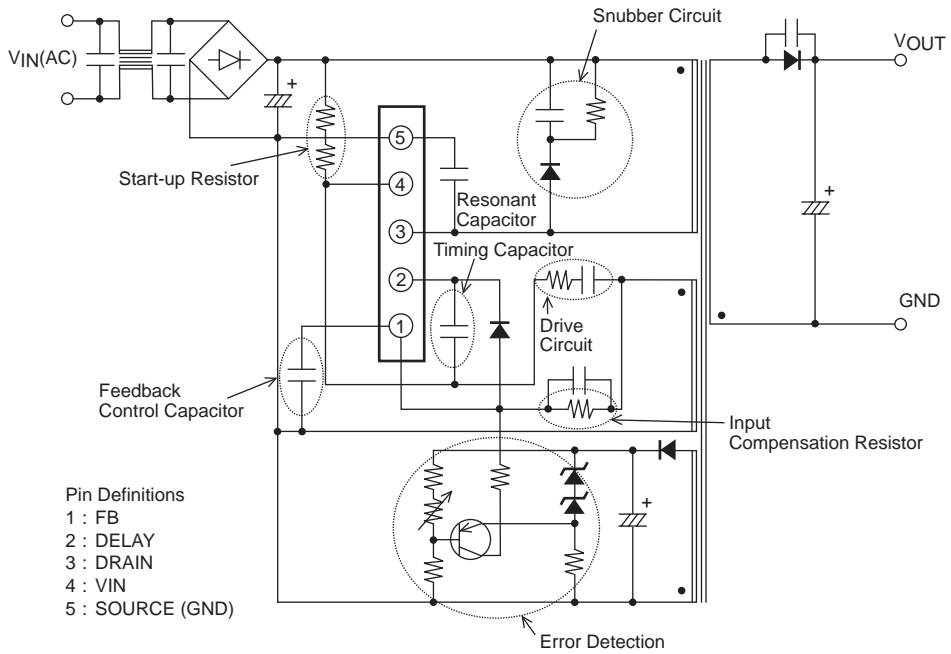 Snubber Circuit
VOUT
VIN(AC)
+
5
Start-up Resistor
4
Resonant
Capacitor
+
3
Timing Capacitor
2
GND
1
Drive
Circuit
Feedback
Control Capacitor
Input
Compensation Resistor
Pin Definitions
1 : FB
2 : DELAY
3 : DRAIN
4 : VIN
5 : SOURCE (GND)
+
Error Detection